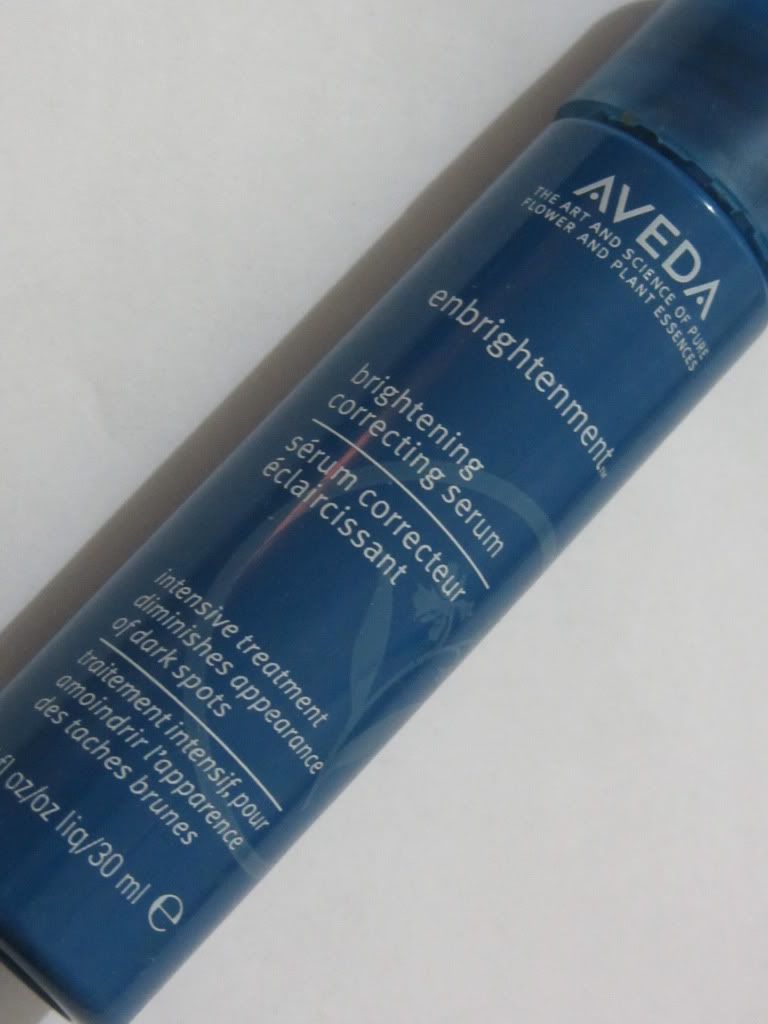 AVEDA
THE ART AND SCIENCE OF PURE
FLOWER AND PLANT ESSENCES
enbrightenment™
brightening
correcting serum
sérum correcteur
éclaircissant
intensive treatment
diminishes appearance
of dark spots
traitement intensif, pour
amoindrir l'apparence
des taches brunes
fl oz/oz liq/30 ml ℮